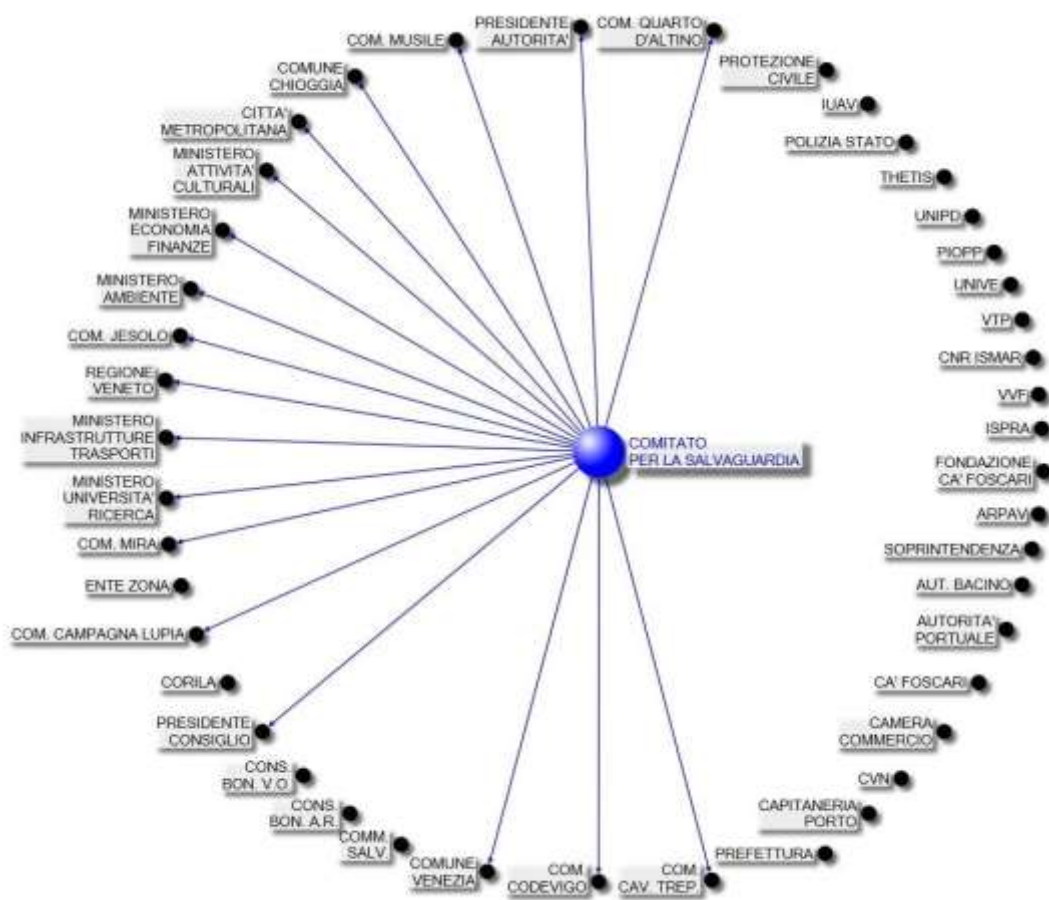 PRESIDENTE
AUTORITA'
COM. QUARTO
D'ALTINO
COM. MUSILE
PROTEZIONE
CIVILE
COMUNE
CHIOGGIA
IUAV
CITTA'
METROPOLITANA
POLIZIA STATO
MINISTERO
ATTIVITA'
CULTURALI
THETIS
MINISTERO
ECONOMIA
FINANZE
UNIPD
PIOPP
MINISTERO
AMBIENTE
UNIVE
VTP
COM. JESOLO
CNR ISMAR
REGIONE
VENETO
VVF
MINISTERO
INFRASTRUTTURE
TRASPORTI
ISPRA
COMITATO
PER LA SALVAGUARDIA
FONDAZIONE
CA' FOSCARI
MINISTERO
UNIVERSITA'
RICERCA
ARPAV
COM. MIRA
SOPRINTENDENZA
ENTE ZONA
AUT. BACINO
COM. CAMPAGNA LUPIA
AUTORITA'
PORTUALE
CORILA
CA' FOSCARI
PRESIDENTE
CONSIGLIO
CAMERA
COMMERCIO
CONS.
BON. V.O.
CVN
CONS.
BON. A.R.
CAPITANERIA
PORTO
COMM.
SALV.
PREFETTURA
COMUNE
VENEZIA
COM.
CODEVIGO
COM.
CAV. TREP.